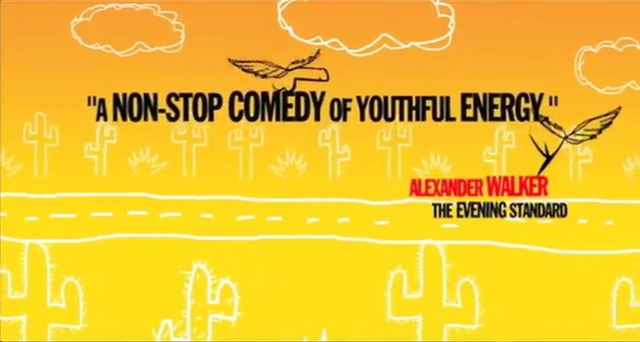 "A NON-STOP COMEDY OF YOUTHFUL ENERGY"
ALEXANDER WALKER
THE EVENING STANDARD